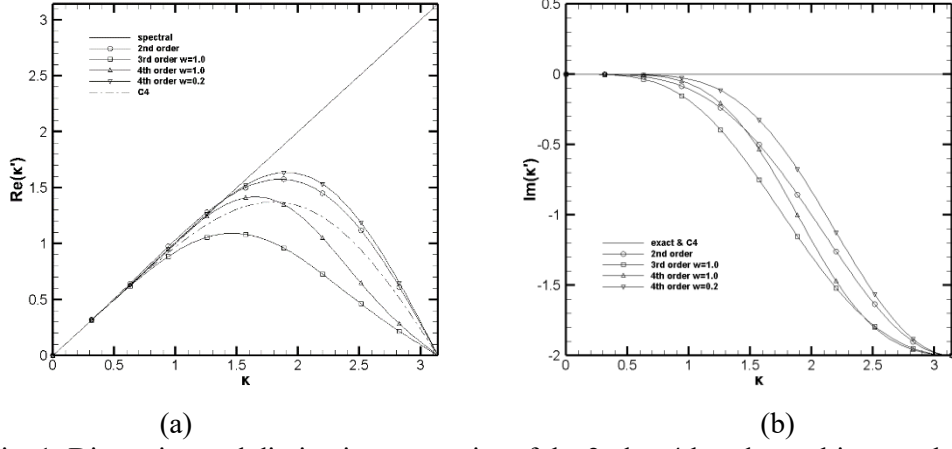 3
2.5
2
1.5
1
0.5
0
Re(κ')
spectral
2nd order
3rd order w=1.0
4th order w=1.0
4th order w=0.2
C4
0 0.5 1 1.5 2 2.5 3
κ
(a)
0.5
0
-0.5
-1
-1.5
-2
Im(κ')
exact & C4
2nd order
3rd order w=1.0
4th order w=1.0
4th order w=0.2
0 0.5 1 1.5 2 2.5 3
κ
(b)